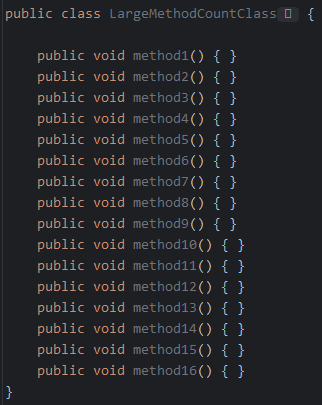 public class LargeMethodCountClass {
public void method1() { }
public void method2() { }
public void method3() { }
public void method4() { }
public void method5() { }
public void method6() { }
public void method7() { }
public void method8() { }
public void method9() { }
public void method10() { }
public void method11() { }
public void method12() { }
public void method13() { }
public void method14() { }
public void method15() { }
public void method16() { }
}